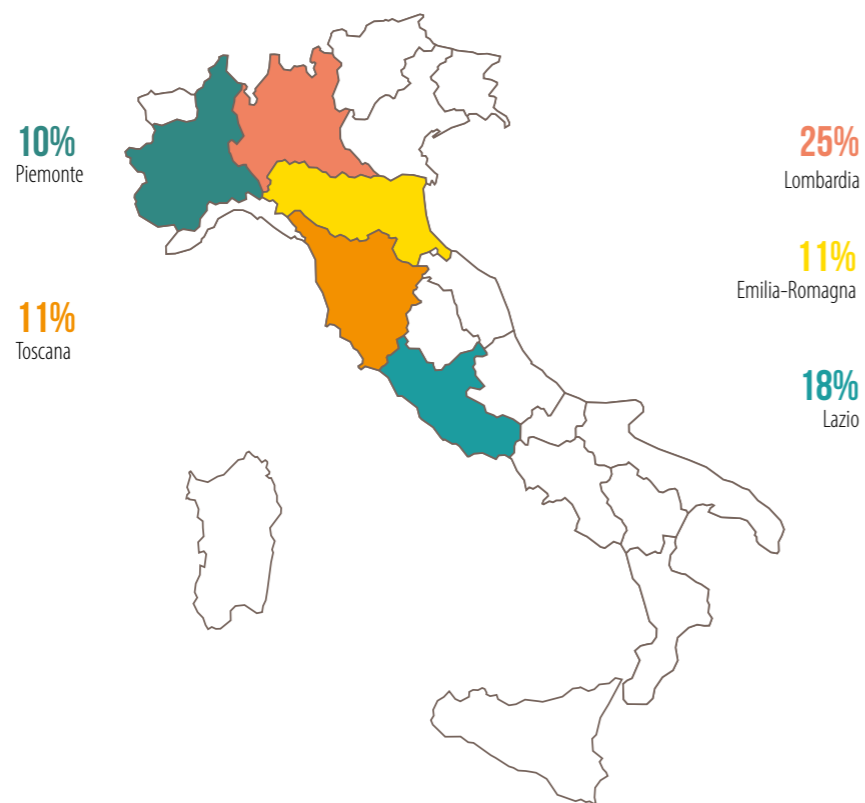 10%
Piemonte
11%
Toscana
25%
Lombardia
11%
Emilia-Romagna
18%
Lazio